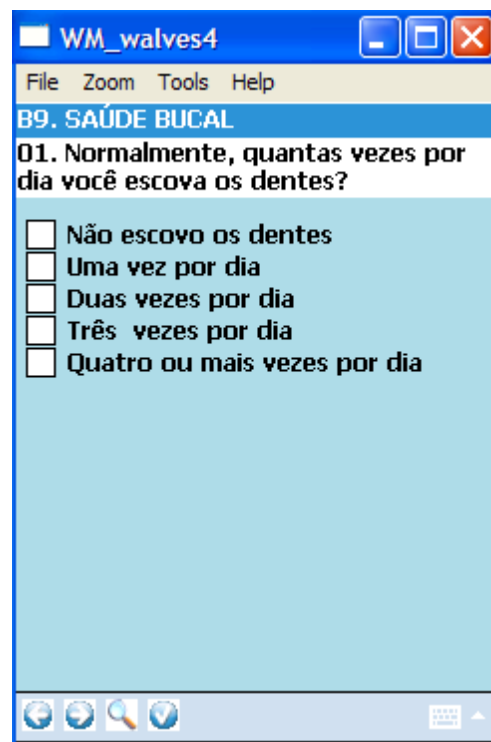 WM_walves4
File Zoom Tools Help
B9. SAÚDE BUCAL
01. Normalmente, quantas vezes por
dia você escova os dentes?
Não escovo os dentes
Uma vez por dia
Duas vezes por dia
Três vezes por dia
Quatro ou mais vezes por dia